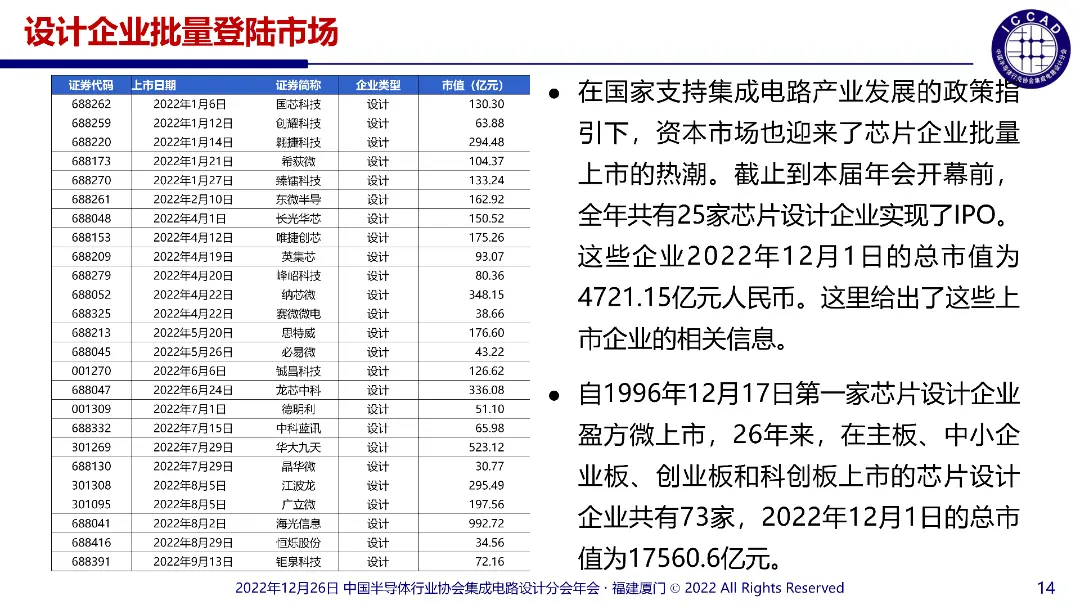 设计企业批量登陆市场
ICCAD
中国半导体行业协会集成电路设计分会
证券代码 上市日期 证券简称 企业类型 市值（亿元）
688262 2022年1月6日 国芯科技 设计 130.30
688259 2022年1月12日 创耀科技 设计 63.88
688220 2022年1月14日 翱捷科技 设计 294.48
688173 2022年1月21日 希荻微 设计 104.37
688270 2022年1月27日 臻镭科技 设计 133.24
688261 2022年2月10日 东微半导 设计 162.92
688048 2022年4月1日 长光华芯 设计 150.52
688153 2022年4月12日 唯捷创芯 设计 175.26
688209 2022年4月19日 英集芯 设计 93.07
688279 2022年4月20日 峰岹科技 设计 80.36
688052 2022年4月22日 纳芯微 设计 348.15
688325 2022年4月22日 赛微微电 设计 38.66
688213 2022年5月20日 思特威 设计 176.60
688045 2022年5月26日 必易微 设计 43.22
001270 2022年6月6日 铖昌科技 设计 126.62
688047 2022年6月24日 龙芯中科 设计 336.08
001309 2022年7月1日 德明利 设计 51.10
688332 2022年7月15日 中科蓝讯 设计 65.98
301269 2022年7月29日 华大九天 设计 523.12
688130 2022年7月29日 晶华微 设计 30.77
301308 2022年8月5日 江波龙 设计 295.49
301095 2022年8月5日 广立微 设计 197.56
688041 2022年8月2日 海光信息 设计 992.72
688416 2022年8月29日 恒烁股份 设计 34.56
688391 2022年9月13日 钜泉科技 设计 72.16
● 在国家支持集成电路产业发展的政策指
引下，资本市场也迎来了芯片企业批量
上市的热潮。截止到本届年会开幕前，
全年共有25家芯片设计企业实现了IPO。
这些企业2022年12月1日的总市值为
4721.15亿元人民币。这里给出了这些上
市企业的相关信息。
● 自1996年12月17日第一家芯片设计企业
盈方微上市，26年来，在主板、中小企
业板、创业板和科创板上市的芯片设计
企业共有73家，2022年12月1日的总市
值为17560.6亿元。
2022年12月26日 中国半导体行业协会集成电路设计分会年会 · 福建厦门 © 2022 All Rights Reserved
14